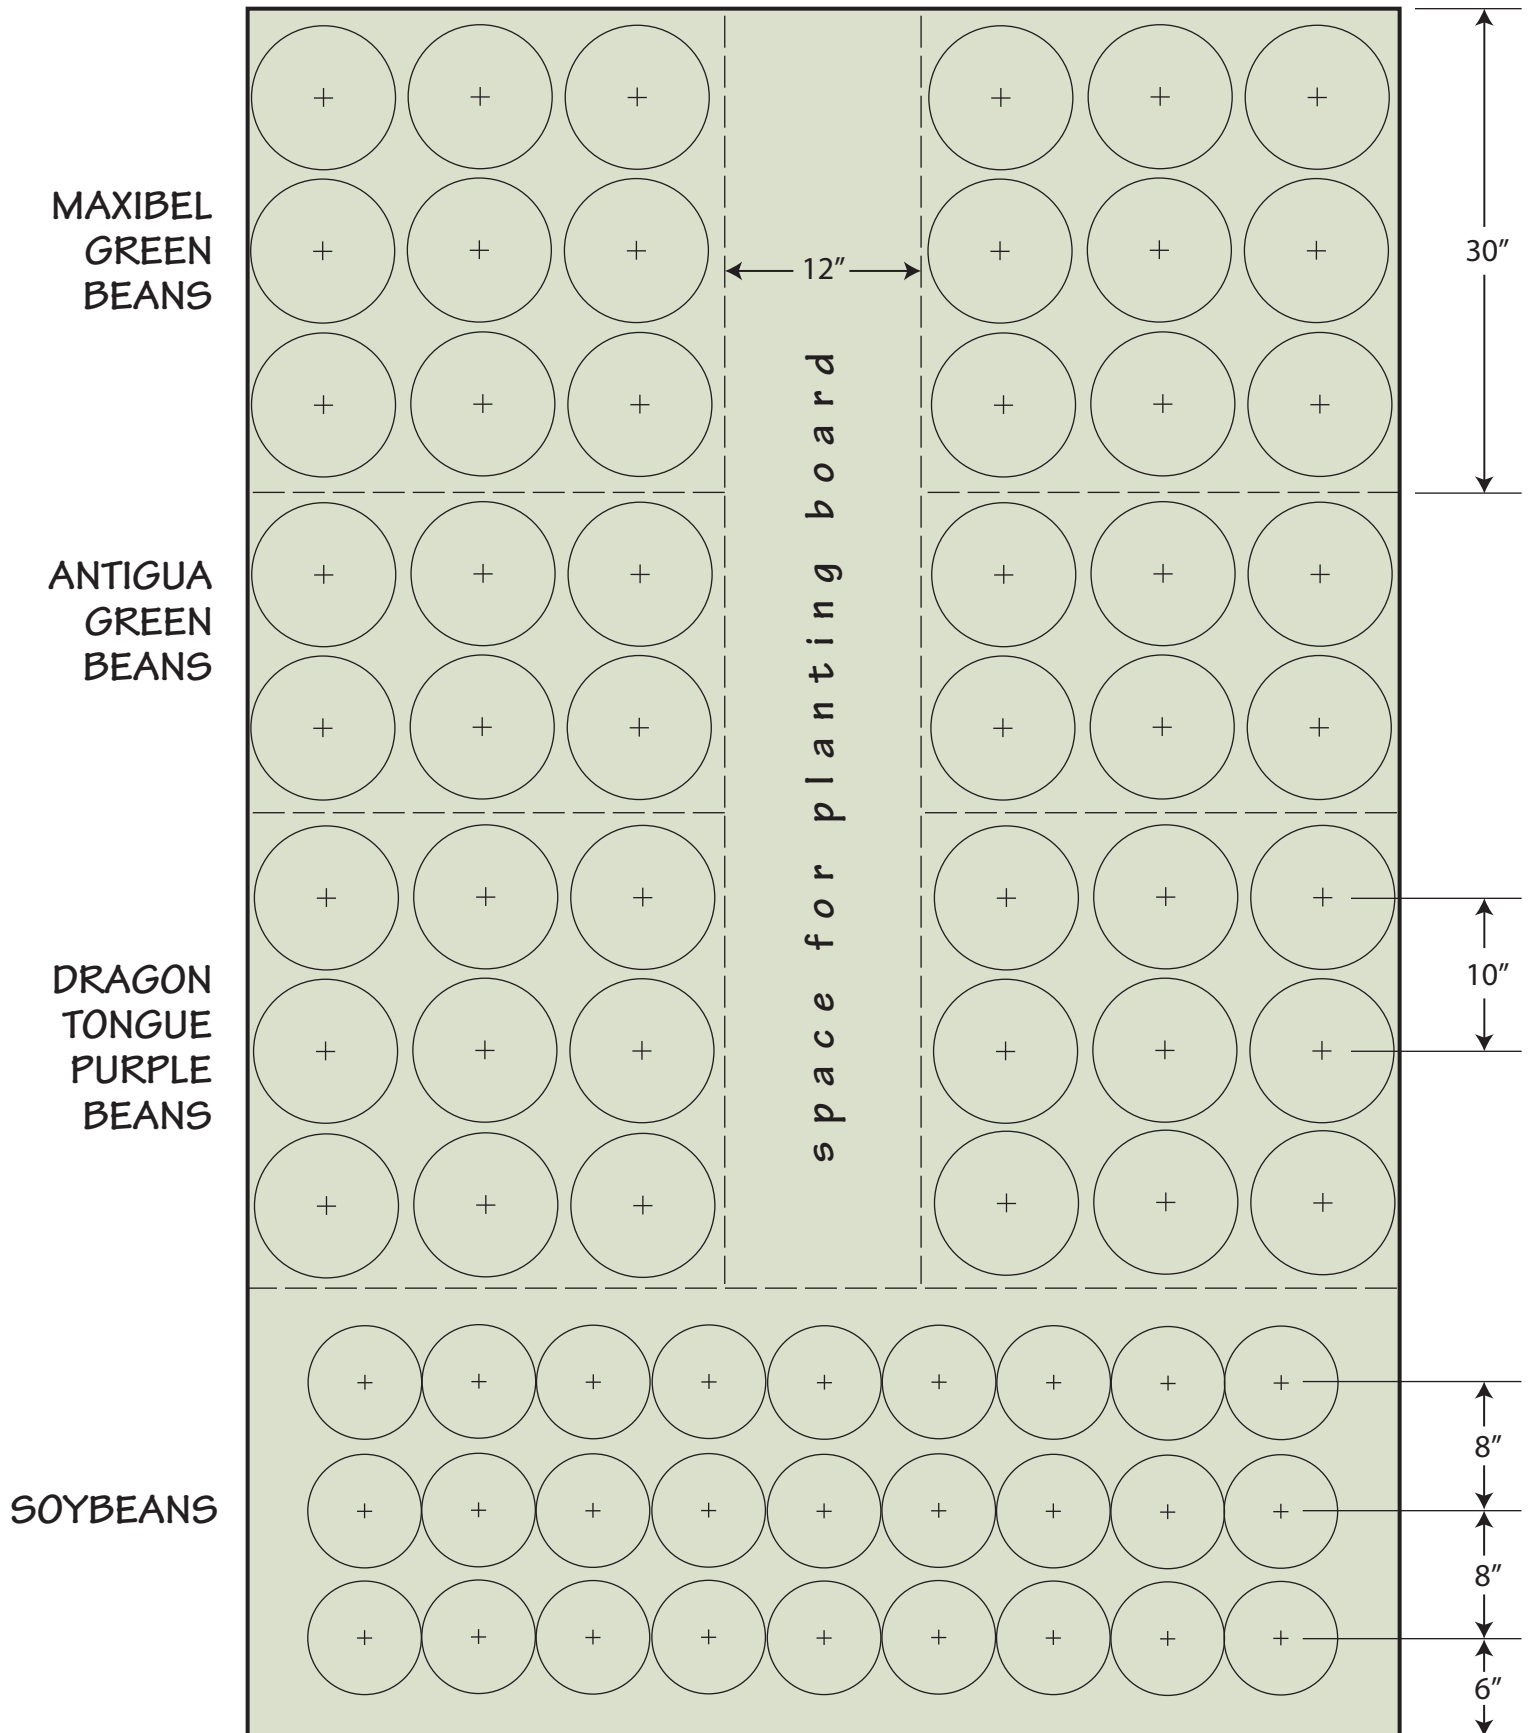 MAXIBEL
GREEN
BEANS
12”
30”
space for planting board
ANTIGUA
GREEN
BEANS
DRAGON
TONGUE
PURPLE
BEANS
10”
SOYBEANS
8”
8”
6”